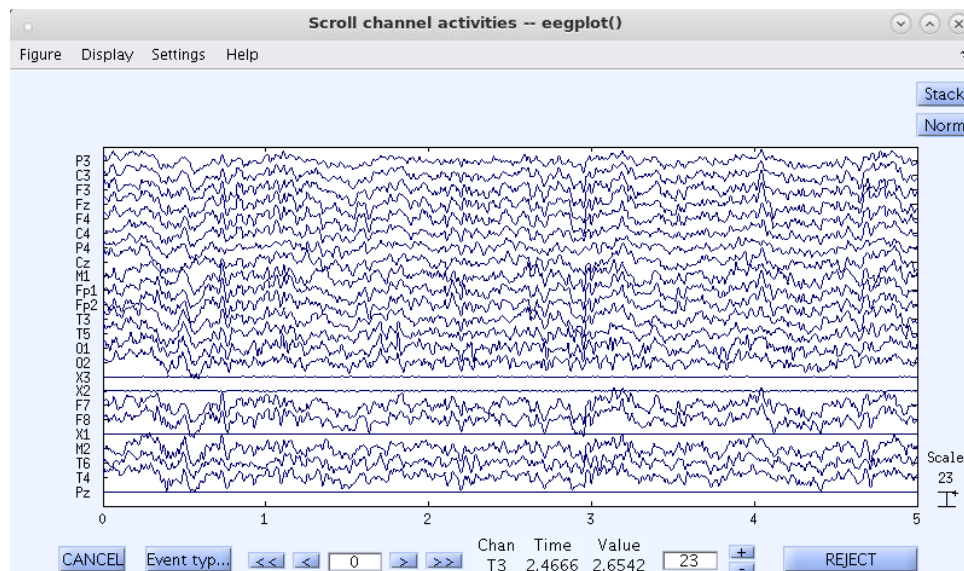 Scroll channel activities -- eegplot()
Figure Display Settings Help
Stack
Norm
P3
C3
F3
Fz
F4
C4
P4
Cz
M1
Fp1
Fp2
T3
T5
O1
O2
X3
X2
F7
F8
X1
M2
T6
T4
Pz
Scale
23
0 1 2 3 4 5
Chan Time Value
CANCEL Event typ... << < 0 > >> T3 2.4666 2.6542 23 + - REJECT